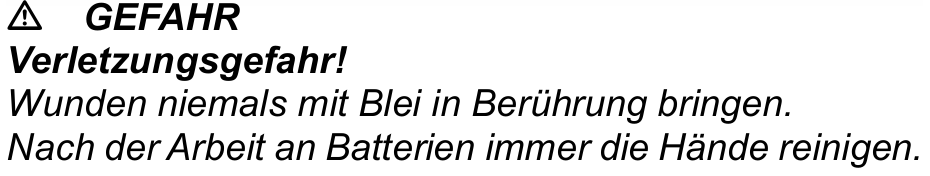 ⚠ GEFAHR
Verletzungsgefahr!
Wunden niemals mit Blei in Berührung bringen.
Nach der Arbeit an Batterien immer die Hände reinigen.